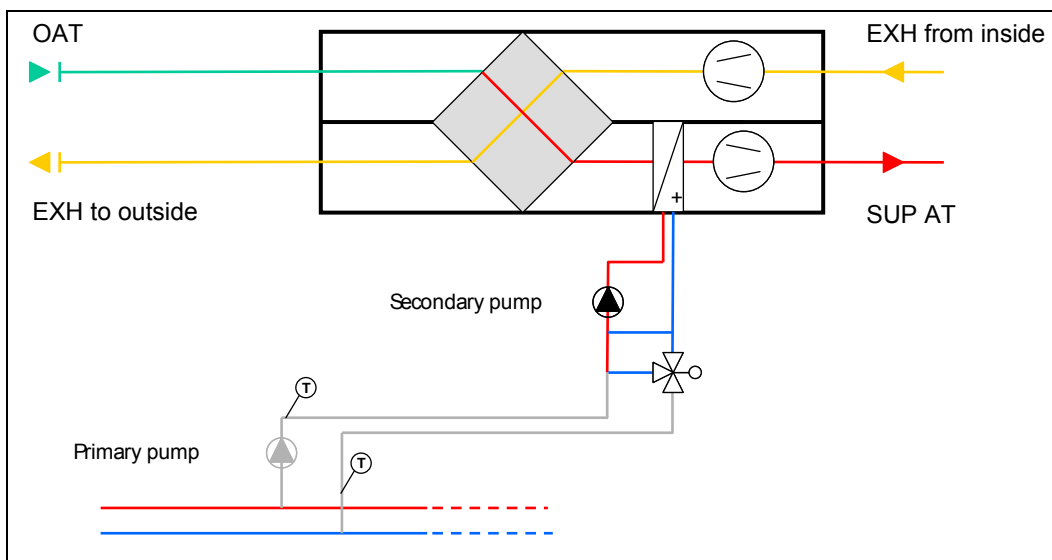 OAT
EXH from inside
EXH to outside
SUP AT
+
Secondary pump
T
Primary pump
T